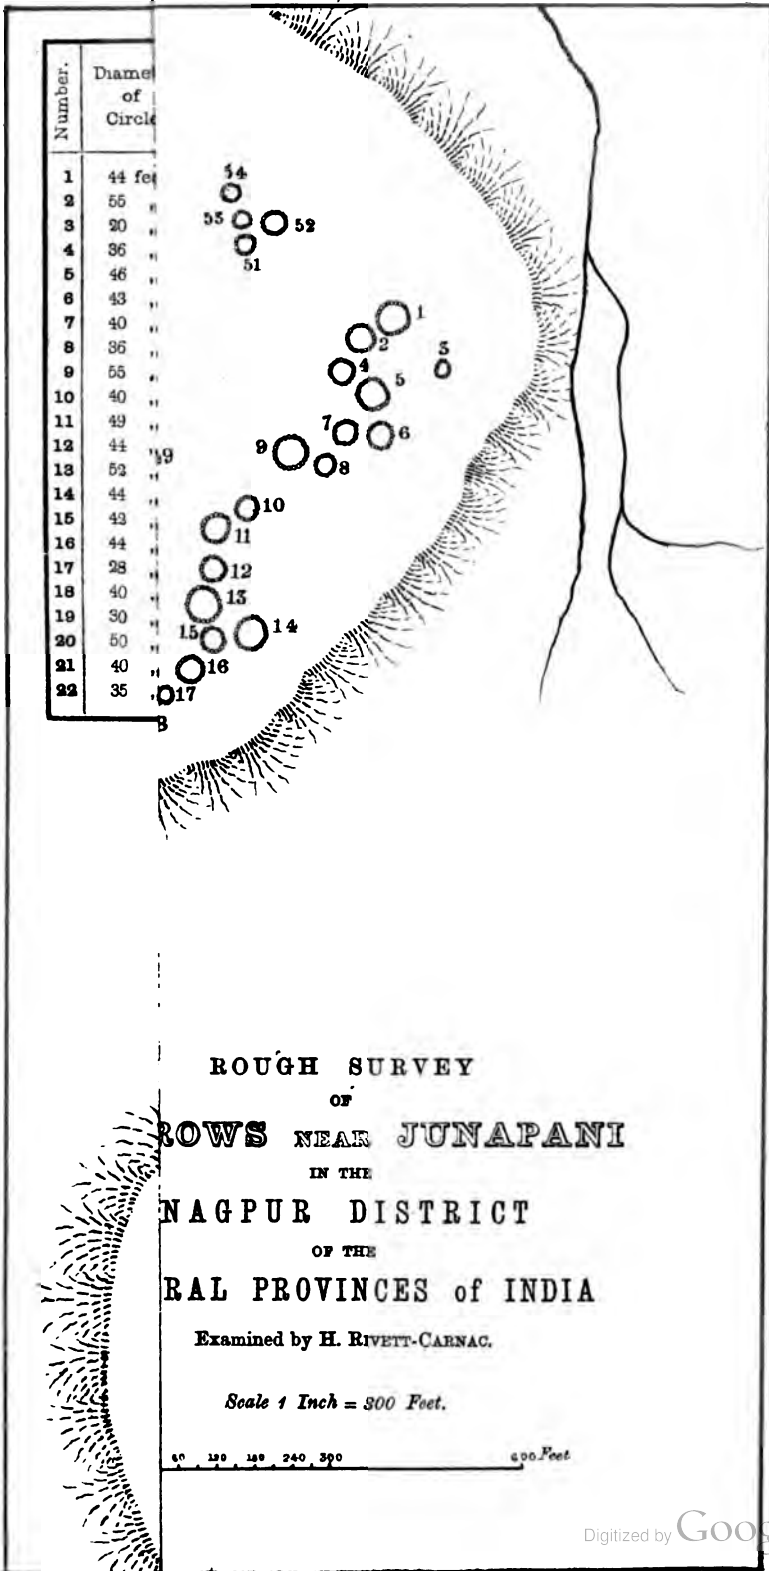 Number. Diame of Circle
1 44 fee
2 55 "
3 20 "
4 36 "
5 46
6 43 "
7 40 "
8 36 "
9 55 "
10 40 "
11 49 "
12 44
13 52 "
14 44 "
15 42 "
16 44 "
17 28 "
18 40 "
19 30 "
20 50 "
21 40 "
22 35 "
54
53
52
51
1
2
3
4
5
7
6
9
8
10
11
12
13
15
14
16
17
ROUGH SURVEY
OF
ROWS NEAR JUNAPANI
IN THE
NAGPUR DISTRICT
OF THE
RAL PROVINCES of INDIA
Examined by H. RIVETT-CARNAC.
Scale 1 Inch = 300 Feet.
60 120 180 240 300 600 Feet
Digitized by Goog